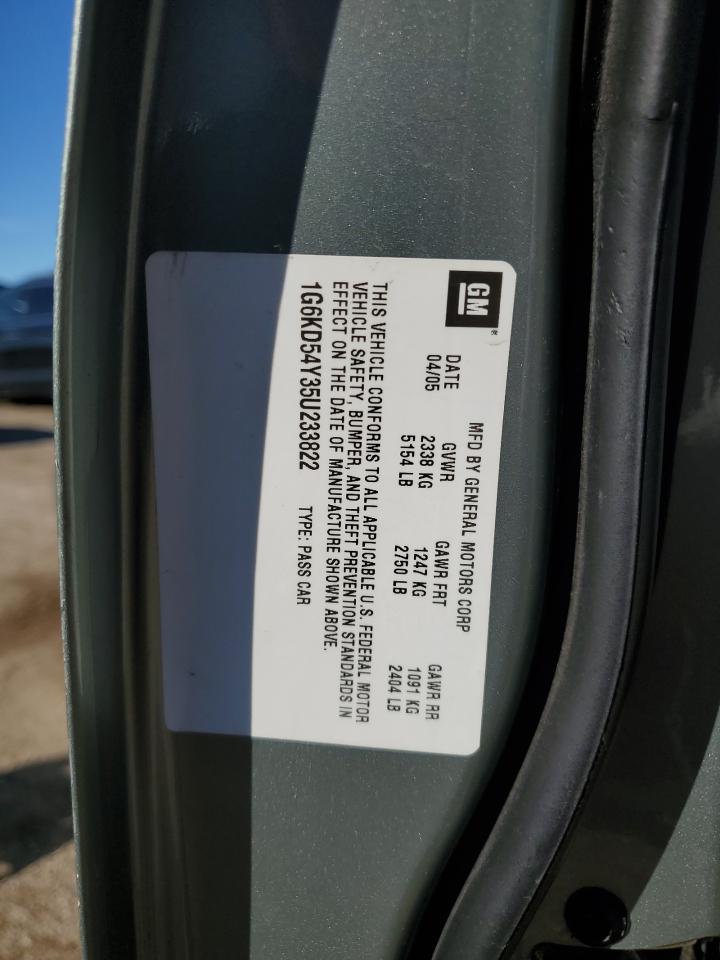 GM
MFD BY GENERAL MOTORS CORP
DATE GVWR GAWR FRT GAWR RR
04/05 2338 KG 1247 KG 1091 KG
5154 LB 2750 LB 2404 LB
THIS VEHICLE CONFORMS TO ALL APPLICABLE U.S. FEDERAL MOTOR
VEHICLE SAFETY, BUMPER, AND THEFT PREVENTION STANDARDS IN
EFFECT ON THE DATE OF MANUFACTURE SHOWN ABOVE.
1G6KD54Y35U233822 TYPE: PASS CAR